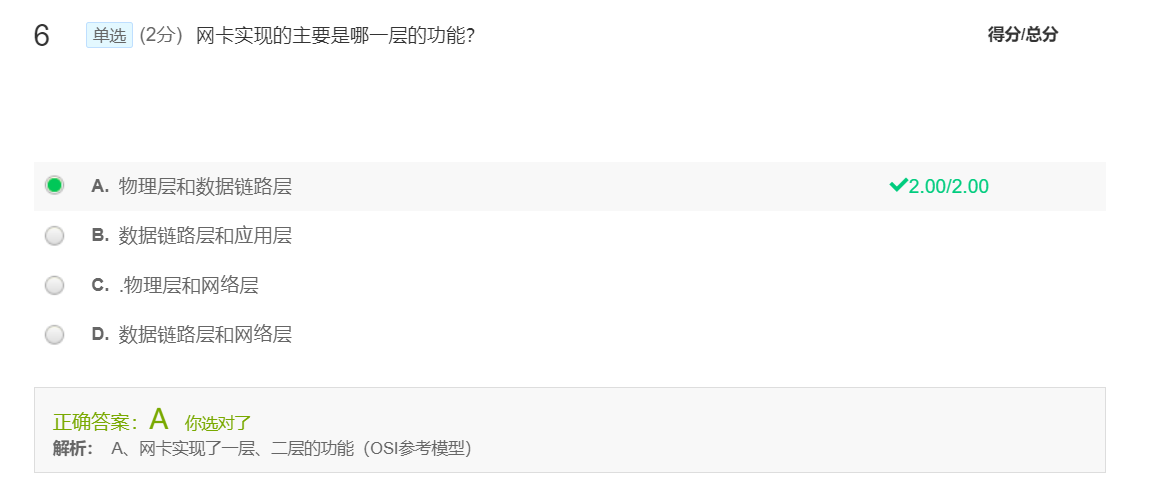 6 单选 (2分) 网卡实现的主要是哪一层的功能? 得分/总分
A. 物理层和数据链路层 2.00/2.00
B. 数据链路层和应用层
C. .物理层和网络层
D. 数据链路层和网络层
正确答案：A 你选对了
解析： A、网卡实现了一层、二层的功能（OSI参考模型）